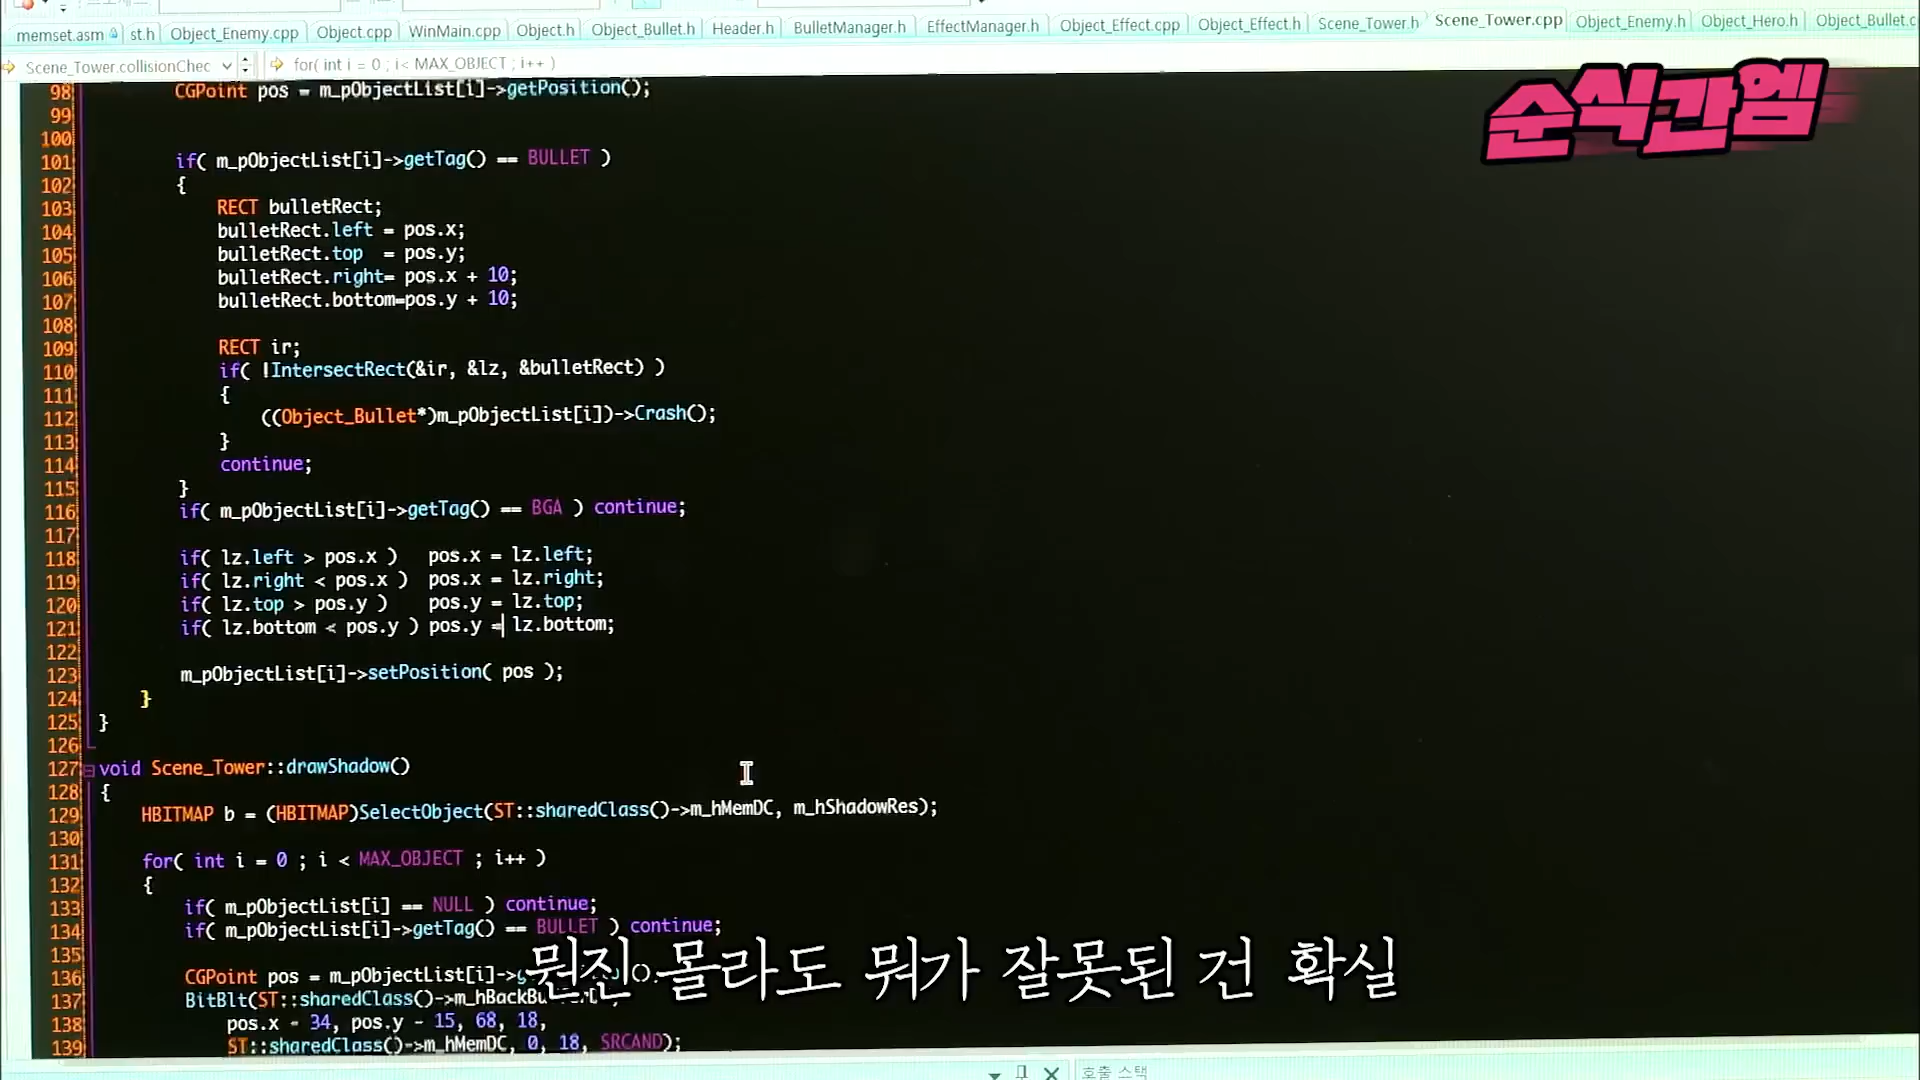 memset.asm st.h Object_Enemy.cpp Object.cpp WinMain.cpp Object.h Object_Bullet.h Header.h BulletManager.h EffectManager.h Object_Effect.cpp Object_Effect.h Scene_Tower.h Scene_Tower.cpp Object_Enemy.h Object_Hero.h Object_Bullet.c
Scene_Tower.collisionChec for( int i = 0 ; i< MAX_OBJECT ; i++ )
순식간엠
98 CGPoint pos = m_pObjectList[i]->getPosition();
99
100
101 if( m_pObjectList[i]->getTag() == BULLET )
102 {
103 RECT bulletRect;
104 bulletRect.left = pos.x;
105 bulletRect.top = pos.y;
106 bulletRect.right= pos.x + 10;
107 bulletRect.bottom=pos.y + 10;
108
109 RECT ir;
110 if( !IntersectRect(&ir, &lz, &bulletRect) )
111 {
112 ((Object_Bullet*)m_pObjectList[i])->Crash();
113 }
114 continue;
115 }
116 if( m_pObjectList[i]->getTag() == BGA ) continue;
117
118 if( lz.left > pos.x ) pos.x = lz.left;
119 if( lz.right < pos.x ) pos.x = lz.right;
120 if( lz.top > pos.y ) pos.y = lz.top;
121 if( lz.bottom < pos.y ) pos.y = lz.bottom;
122
123 m_pObjectList[i]->setPosition( pos );
124 }
125 }
126
127 void Scene_Tower::drawShadow()
128 {
129 HBITMAP b = (HBITMAP)SelectObject(ST::sharedClass()->m_hMemDC, m_hShadowRes);
130
131 for( int i = 0 ; i < MAX_OBJECT ; i++ )
132 {
133 if( m_pObjectList[i] == NULL ) continue;
134 if( m_pObjectList[i]->getTag() == BULLET ) continue;
135
136 CGPoint pos = m_pObjectList[i]->
137 BitBlt(ST::sharedClass()->m_hBackBu
138 pos.x - 34, pos.y - 15, 68, 18,
139 ST::sharedClass()->m_hMemDC, 0, 18, SRCAND);
뭔진 몰라도 뭐가 잘못된 건 확실
호출 스택